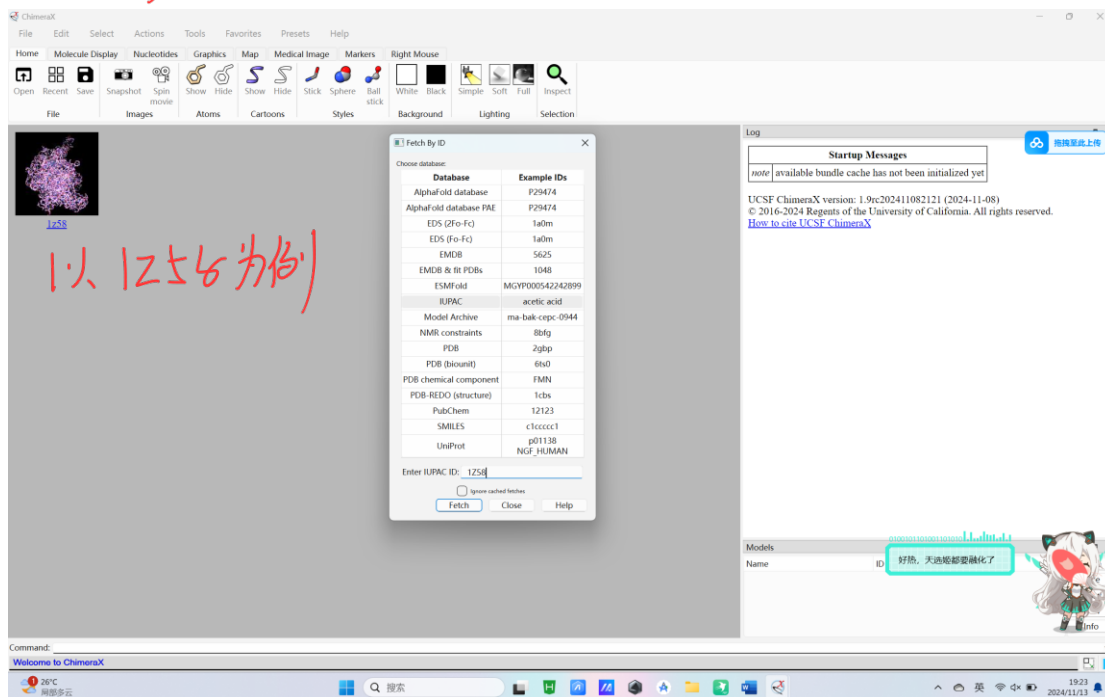 ChimeraX
File Edit Select Actions Tools Favorites Presets Help
Home Molecule Display Nucleotides Graphics Map Medical Image Markers Right Mouse
Open Recent Save Snapshot Spin movie Show Hide Show Hide Stick Sphere Ball stick White Black Simple Soft Full Inspect
File Images Atoms Cartoons Styles Background Lighting Selection
1z58
以1Z58为例
Fetch By ID
Choose database:
Database Example IDs
AlphaFold database P29474
AlphaFold database PAE P29474
EDS (2Fo-Fc) 1a0m
EDS (Fo-Fc) 1a0m
EMDB 5625
EMDB & fit PDBs 1048
ESMFold MGYP000542242899
IUPAC acetic acid
Model Archive ma-bak-cepc-0944
NMR constraints 8bfg
PDB 2gbp
PDB (biounit) 6ts0
PDB chemical component FMN
PDB-REDO (structure) 1cbs
PubChem 12123
SMILES c1ccccc1
UniProt p01138
NGF_HUMAN
Enter IUPAC ID: 1Z58
Ignore cached fetches
Fetch Close Help
Log
拖拽至此上传
Startup Messages
note available bundle cache has not been initialized yet
UCSF ChimeraX version: 1.9rc202411082121 (2024-11-08)
© 2016-2024 Regents of the University of California. All rights reserved.
How to cite UCSF ChimeraX
Models
Name ID
好热，天选姬都要融化了
Info
Command:
Welcome to ChimeraX
1
26°C
局部多云
搜索
英
19:23
2024/11/13